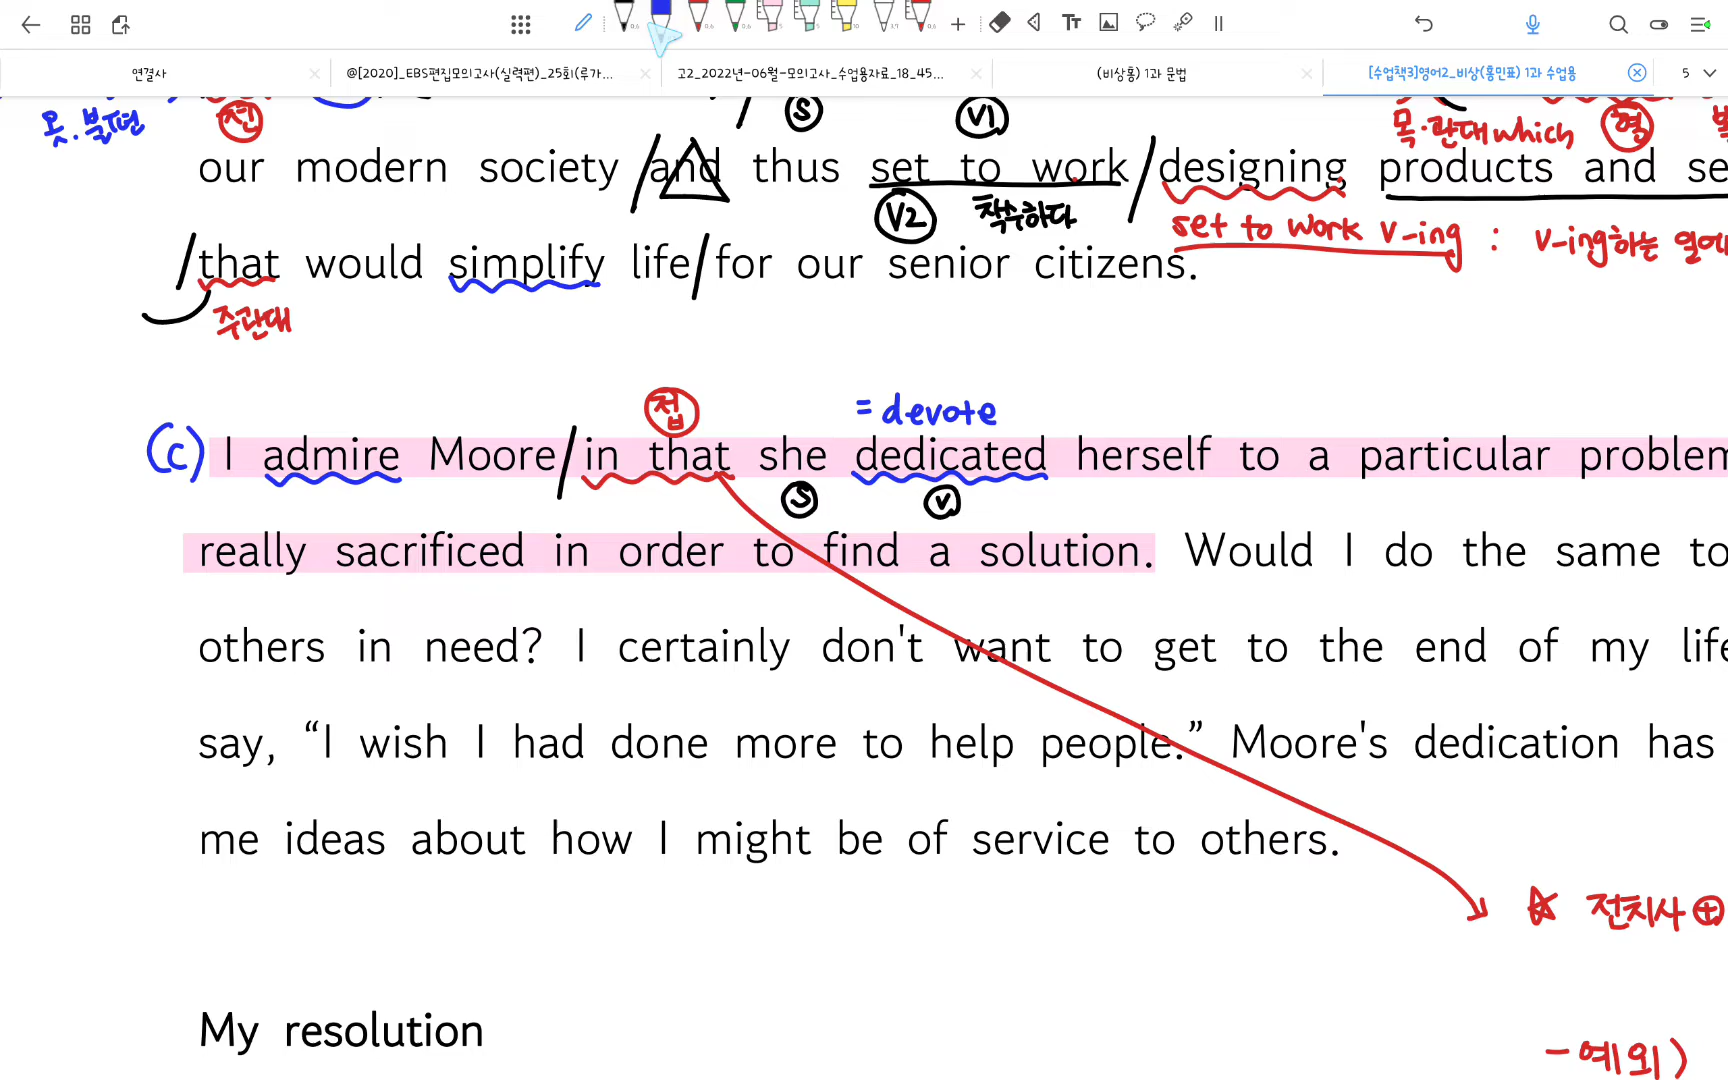 연결사
@[2020]_EBS편집모의고사(실력편)_25회(루가...
고2_2022년-06월-모의고사_수업용자료_18_45...
(비상홍) 1과 문법
[수업책3]영어2_비상(홍민표) 1과 수업용
5
전
S
V1
목.관대which
형
our modern society / and thus set to work / designing products and se
V2 착수하다
set to work v-ing : v-ing하는 일에
/ that would simplify life / for our senior citizens.
주관대
접
= devote
(c) I admire Moore / in that she dedicated herself to a particular problem
S
V
really sacrificed in order to find a solution. Would I do the same to
others in need? I certainly don't want to get to the end of my life
say, “I wish I had done more to help people.” Moore's dedication has
me ideas about how I might be of service to others.
☆ 전치사 ⊕
My resolution
-예외)